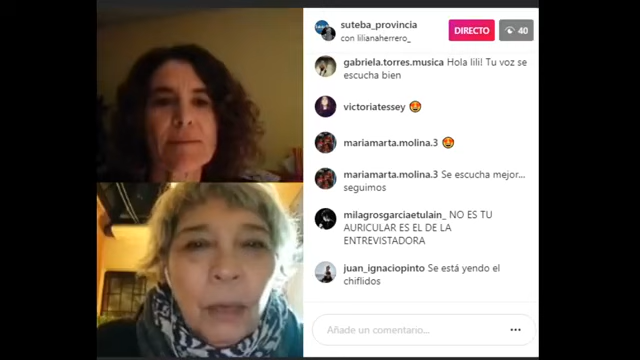 suteba_provincia
con lilianaherrero_
DIRECTO
40
gabriela.torres.musica Hola lili! Tu voz se
escucha bien
victoriatessey 🤩
mariamarta.molina.3 🤩
mariamarta.molina.3 Se escucha mejor...
seguimos
milagrosgarciaetulain_ NO ES TU
AURICULAR ES EL DE LA
ENTREVISTADORA
juan_ignaciopinto Se está yendo el
chiflidos
Añade un comentario...